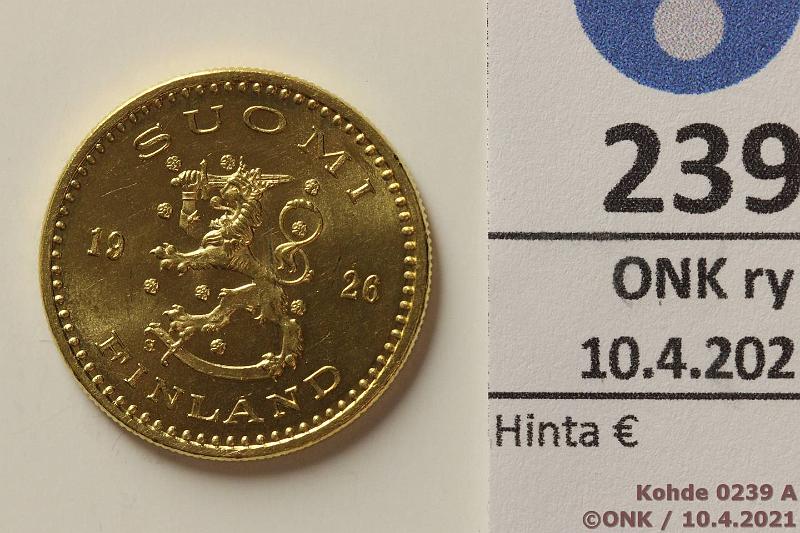 SUOMI
19 26
FINLAND
239
ONK ry
10.4.202
Hinta €
Kohde 0239 A
©ONK / 10.4.2021